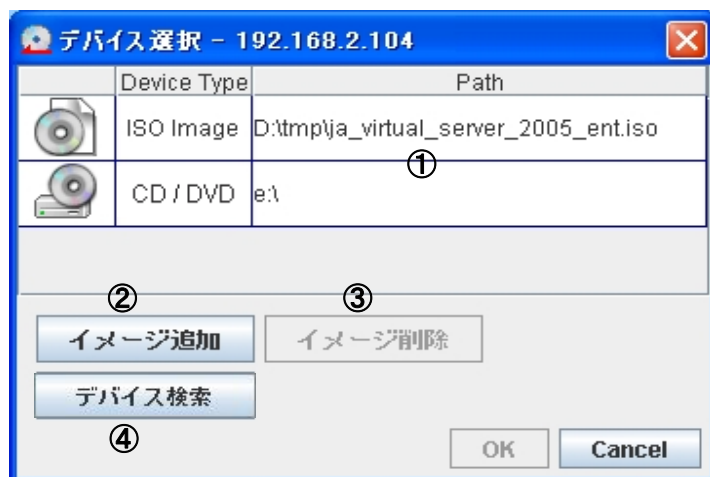 デバイス選択 - 192.168.2.104
Device Type Path
ISO Image D:\tmp\ja_virtual_server_2005_ent.iso
①
CD / DVD e:\
② ③
イメージ追加 イメージ削除
デバイス検索
④
OK Cancel